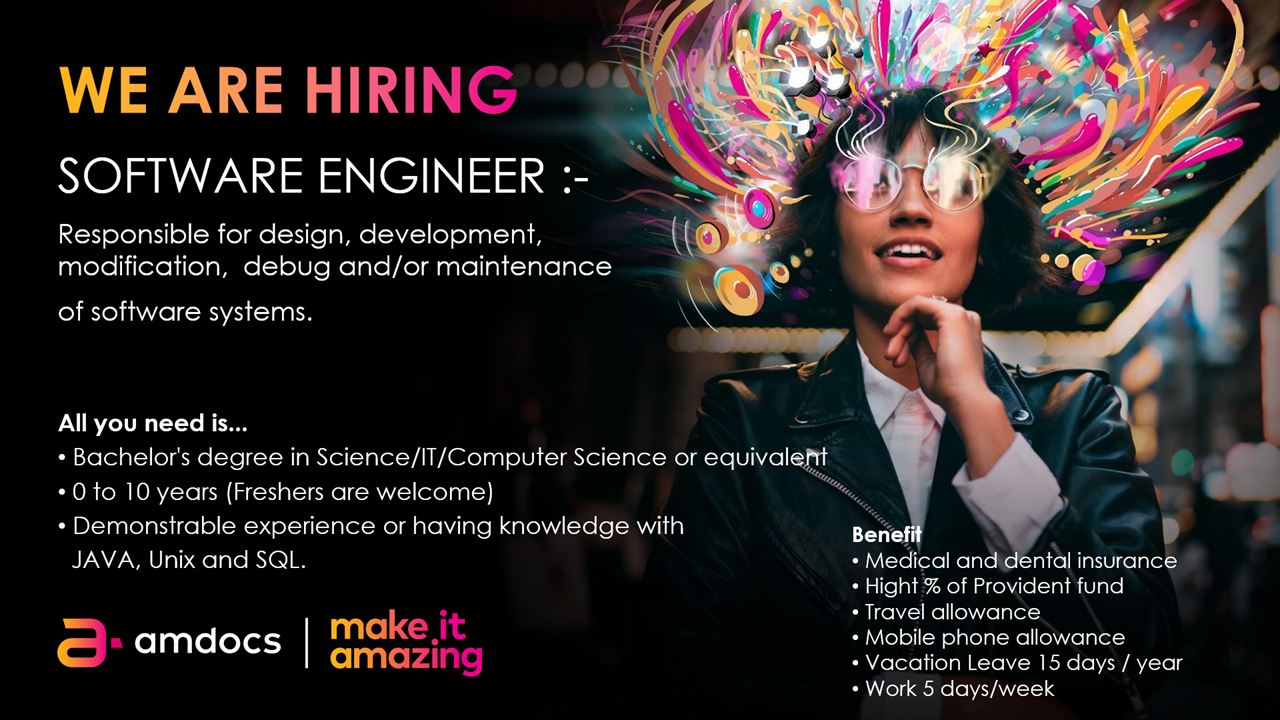 WE ARE HIRING
SOFTWARE ENGINEER :-
Responsible for design, development,
modification,  debug and/or maintenance
of software systems.
All you need is...
• Bachelor's degree in Science/IT/Computer Science or equivalent
• 0 to 10 years (Freshers are welcome)
• Demonstrable experience or having knowledge with
JAVA, Unix and SQL.
amdocs
make it
amazing
Benefit
• Medical and dental insurance
• Hight % of Provident fund
• Travel allowance
• Mobile phone allowance
• Vacation Leave 15 days / year
• Work 5 days/week